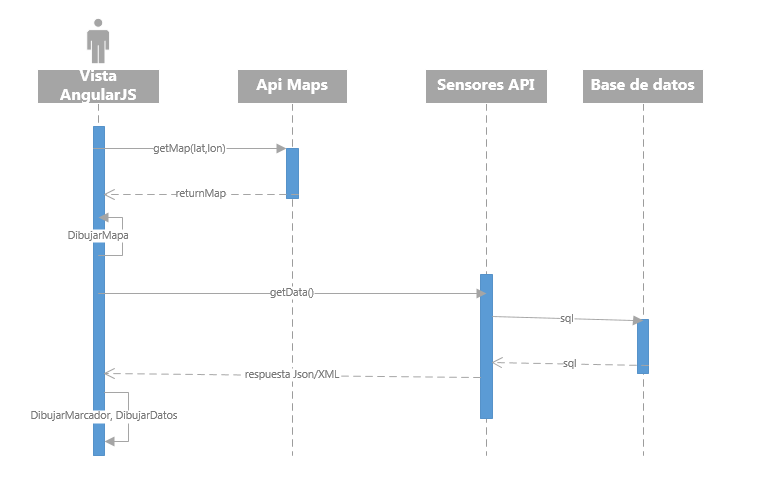 Vista
AngularJS
Api Maps
Sensores API
Base de datos
getMap(lat,lon)
returnMap
DibujarMapa
getData()
sql
sql
respuesta Json/XML
DibujarMarcador, DibujarDatos